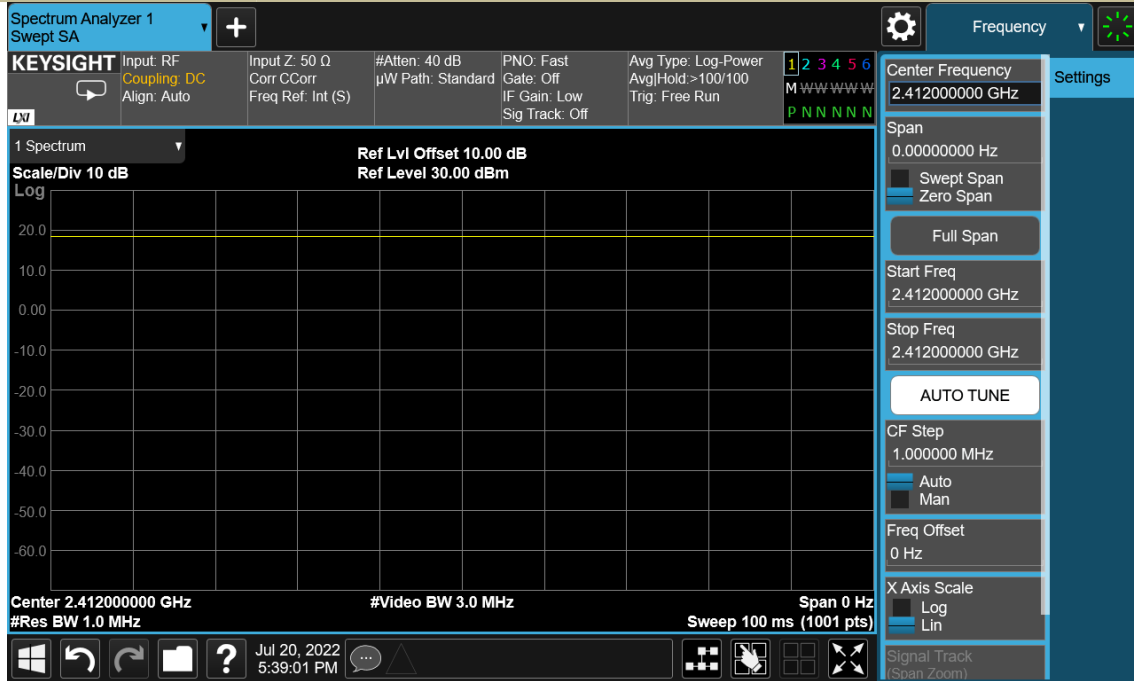 Spectrum Analyzer 1
Swept SA
Frequency
KEYSIGHT
Input: RF
Coupling: DC
Align: Auto
Input Z: 50 Ω
Corr CCorr
Freq Ref: Int (S)
#Atten: 40 dB
µW Path: Standard
PNO: Fast
Gate: Off
IF Gain: Low
Sig Track: Off
Avg Type: Log-Power
Avg|Hold:>100/100
Trig: Free Run
1 2 3 4 5 6
M W W W W W
P N N N N N
LXI
Center Frequency
2.412000000 GHz
Settings
Span
0.00000000 Hz
Swept Span
Zero Span
Full Span
Start Freq
2.412000000 GHz
Stop Freq
2.412000000 GHz
AUTO TUNE
CF Step
1.000000 MHz
Auto
Man
Freq Offset
0 Hz
X Axis Scale
Log
Lin
Signal Track
(Span Zoom)
1 Spectrum
Scale/Div 10 dB
Log
Ref Lvl Offset 10.00 dB
Ref Level 30.00 dBm
20.0
10.0
0.00
-10.0
-20.0
-30.0
-40.0
-50.0
-60.0
Center 2.412000000 GHz
#Res BW 1.0 MHz
#Video BW 3.0 MHz
Span 0 Hz
Sweep 100 ms (1001 pts)
?
Jul 20, 2022
5:39:01 PM